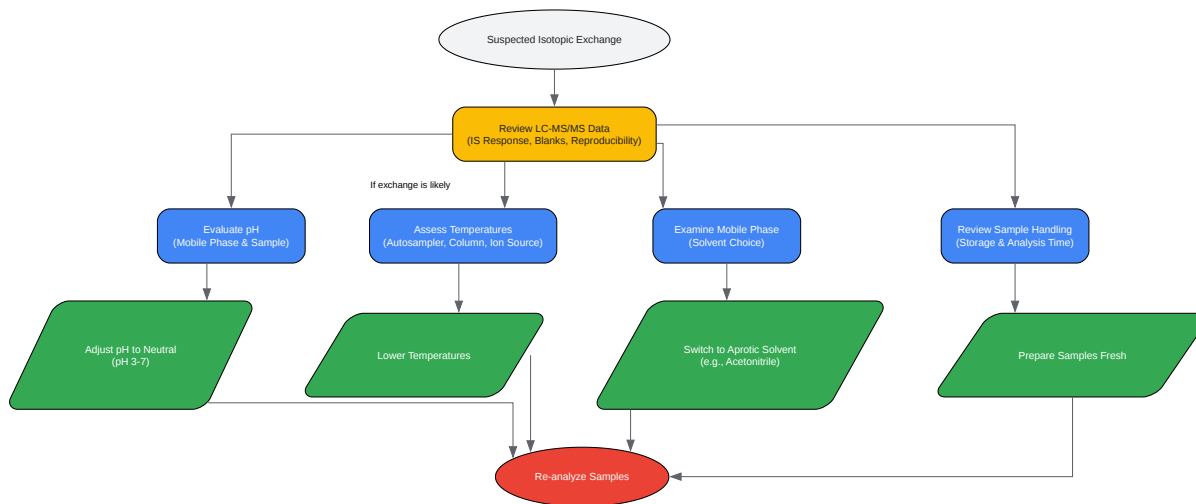 Suspected Isotopic Exchange
Review LC-MS/MS Data
(IS Response, Blanks, Reproducibility)
If exchange is likely
Evaluate pH
(Mobile Phase & Sample)
Assess Temperatures
(Autosampler, Column, Ion Source)
Examine Mobile Phase
(Solvent Choice)
Review Sample Handling
(Storage & Analysis Time)
Adjust pH to Neutral
(pH 3-7)
Lower Temperatures
Switch to Aprotic Solvent
(e.g., Acetonitrile)
Prepare Samples Fresh
Re-analyze Samples